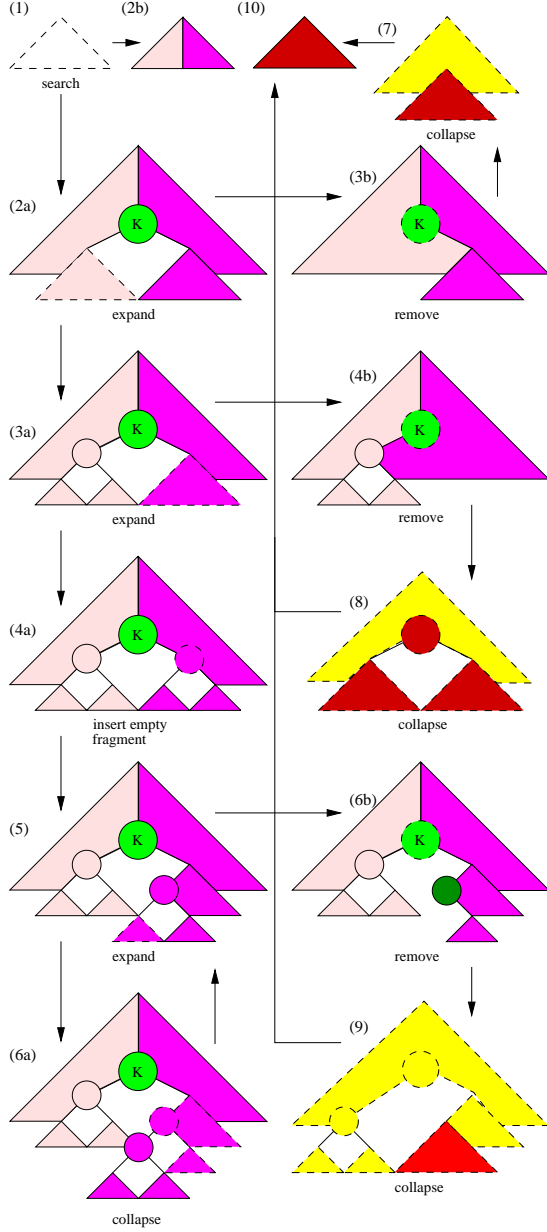 (1)
(2b)
(10)
(7)
search
collapse
(2a)
K
expand
(3b)
K
remove
(3a)
K
expand
(4b)
K
remove
(4a)
K
insert empty
fragment
(8)
collapse
(5)
K
expand
(6b)
K
remove
(6a)
K
collapse
(9)
collapse